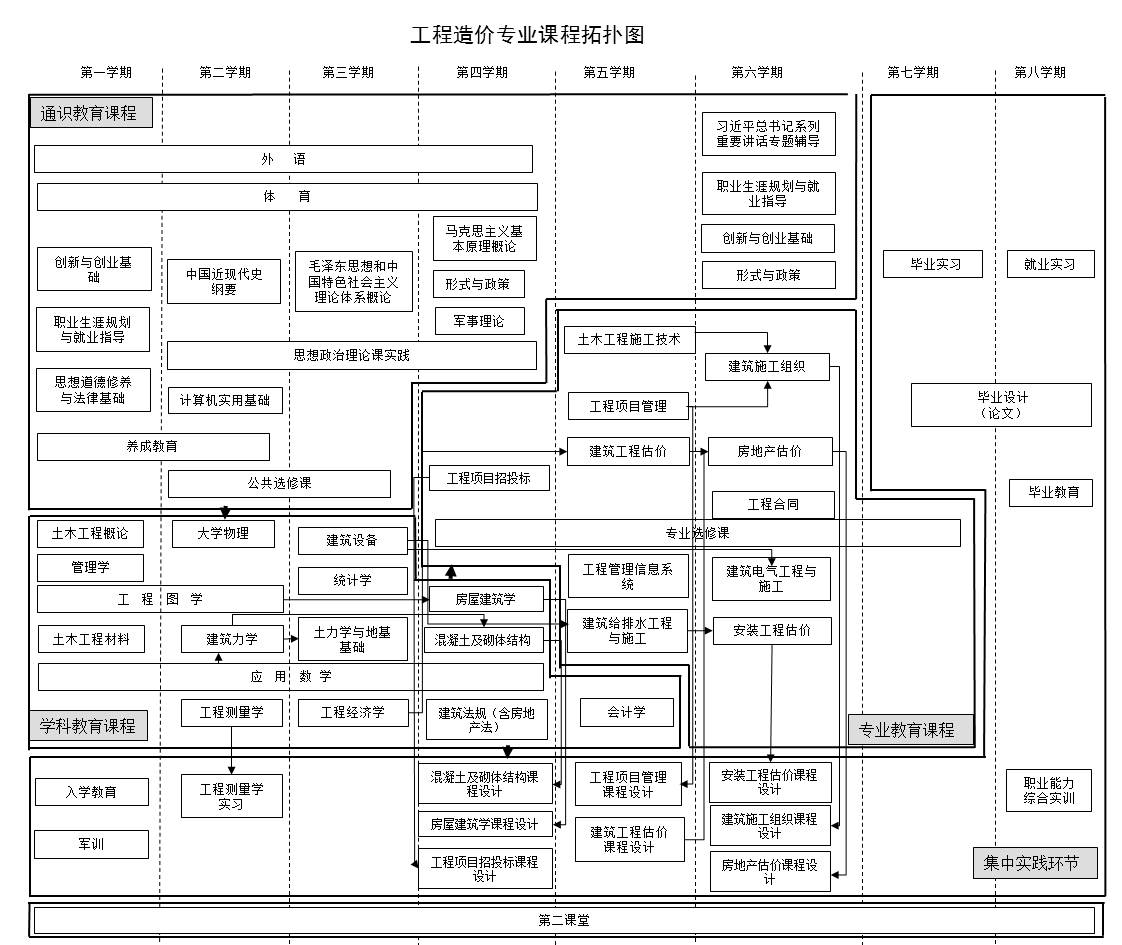 工程造价专业课程拓扑图
第一学期
第二学期
第三学期
第四学期
第五学期
第六学期
第七学期
第八学期
通识教育课程
外 语
体 育
习近平总书记系列
重要讲话专题辅导
职业生涯规划与就
业指导
创新与创业基础
形式与政策
马克思主义基
本原理概论
形式与政策
军事理论
创新与创业基
础
中国近现代史
纲要
毛泽东思想和中
国特色社会主义
理论体系概论
职业生涯规划
与就业指导
思想政治理论课实践
思想道德修养
与法律基础
计算机实用基础
养成教育
公共选修课
毕业实习
就业实习
毕业设计
（论文）
毕业教育
土木工程施工技术
建筑施工组织
工程项目管理
建筑工程估价
房地产估价
工程项目招投标
工程合同
专业选修课
土木工程概论
大学物理
建筑设备
管理学
统计学
工程管理信息系
统
建筑电气工程与
施工
工 程 图 学
房屋建筑学
土木工程材料
建筑力学
土力学与地基
基础
混凝土及砌体结构
建筑给排水工程
与施工
安装工程估价
应 用 数 学
工程测量学
工程经济学
建筑法规（含房地
产法）
会计学
学科教育课程
专业教育课程
入学教育
工程测量学
实习
混凝土及砌体结构课
程设计
工程项目管理
课程设计
安装工程估价课程
设计
职业能力
综合实训
军训
房屋建筑学课程设计
建筑工程估价
课程设计
建筑施工组织课程
设计
工程项目招投标课程
设计
房地产估价课程设
计
集中实践环节
第二课堂